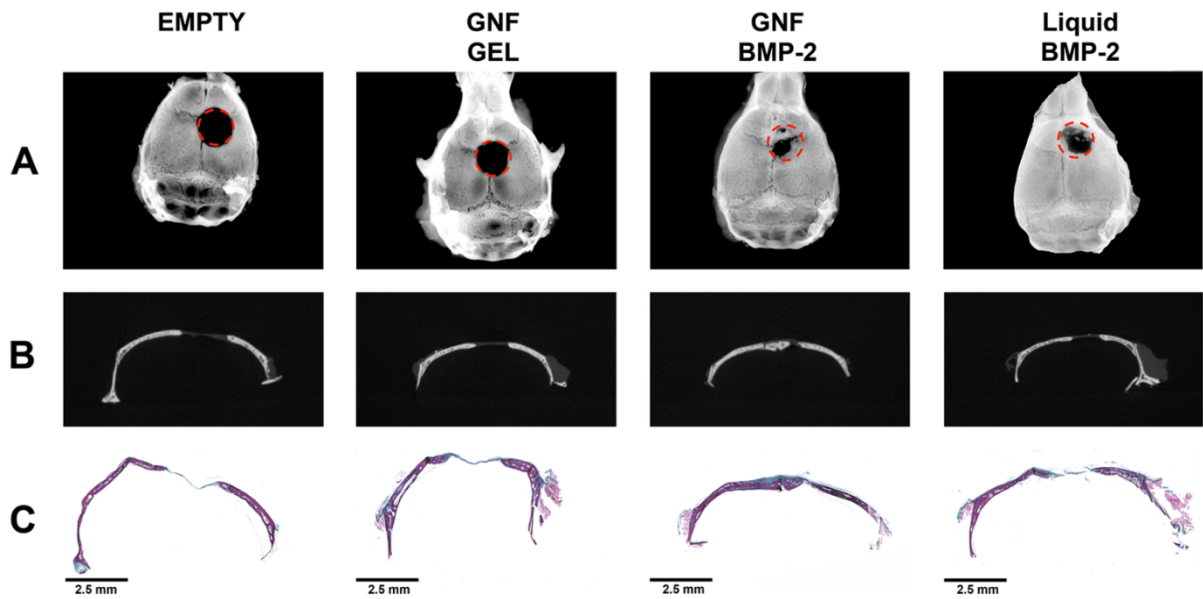 EMPTY
GNF
GEL
GNF
BMP-2
Liquid
BMP-2
A
B
C
2.5 mm
2.5 mm
2.5 mm
2.5 mm